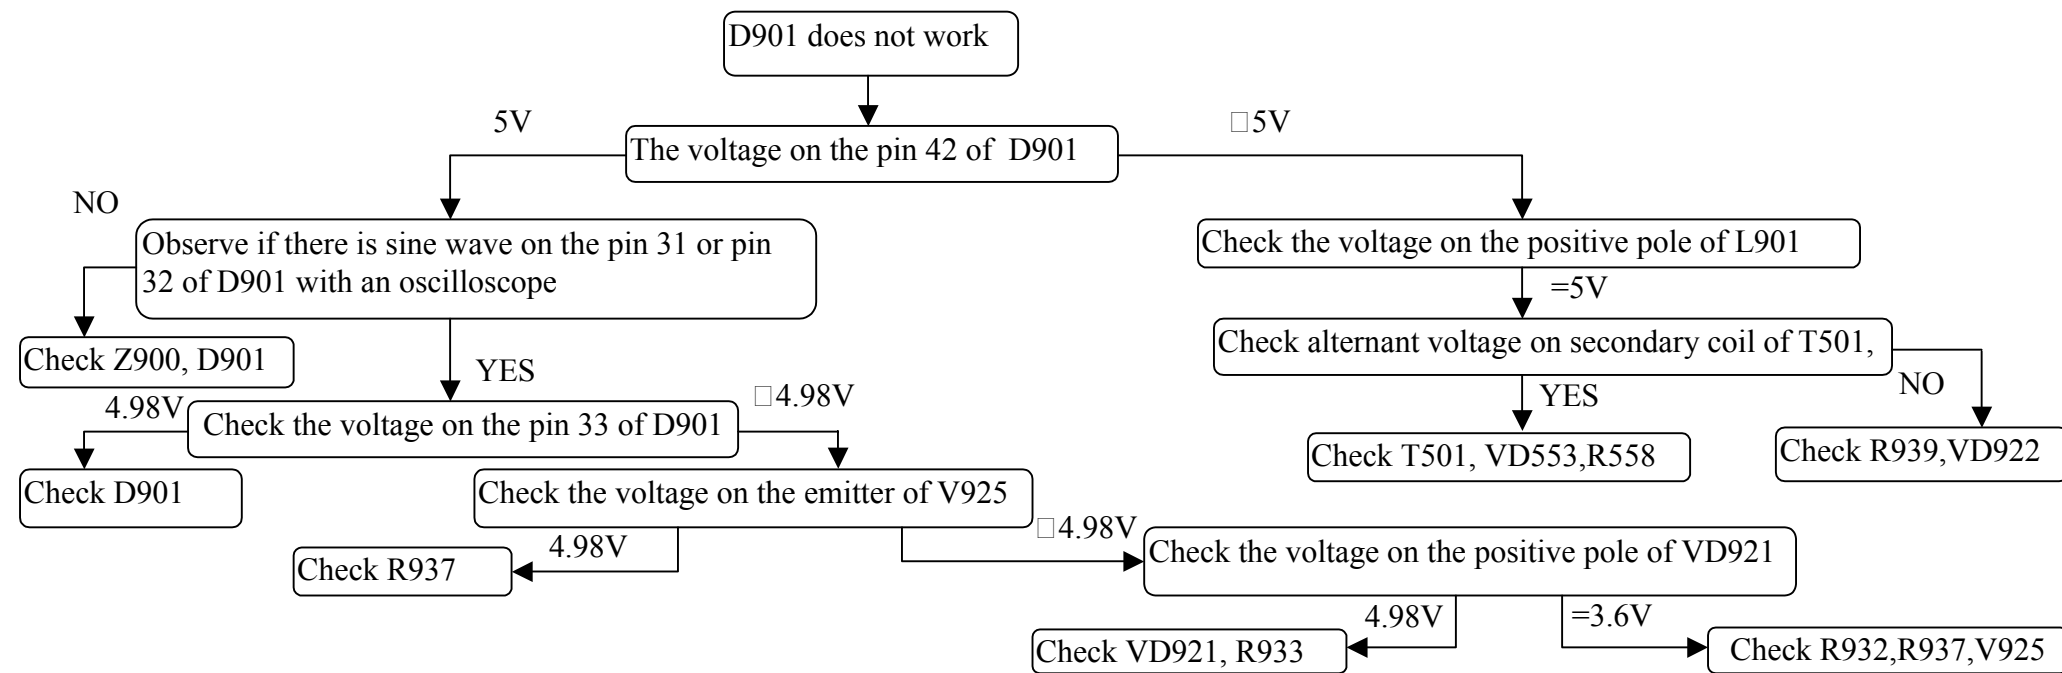 D901 does not work
5V
□5V
The voltage on the pin 42 of  D901
NO
Observe if there is sine wave on the pin 31 or pin
32 of D901 with an oscilloscope
Check the voltage on the positive pole of L901
=5V
Check Z900, D901
YES
Check alternant voltage on secondary coil of T501,
YES
NO
4.98V
□4.98V
Check the voltage on the pin 33 of D901
Check T501, VD553,R558
Check R939,VD922
Check D901
Check the voltage on the emitter of V925
4.98V
□4.98V
Check R937
Check the voltage on the positive pole of VD921
4.98V
=3.6V
Check VD921, R933
Check R932,R937,V925